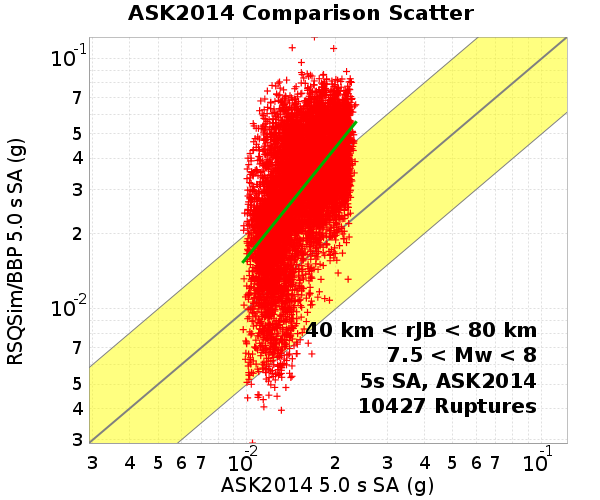 ASK2014 Comparison Scatter
RSQSim/BBP 5.0 s SA (g)
10⁻¹
7
5
4
3
2
10⁻²
7
5
4
3
40 km < rJB < 80 km
7.5 < Mw < 8
5s SA, ASK2014
10427 Ruptures
3 4 5 6 7 10⁻² 2 3 4 5 6 7 10⁻¹
ASK2014 5.0 s SA (g)